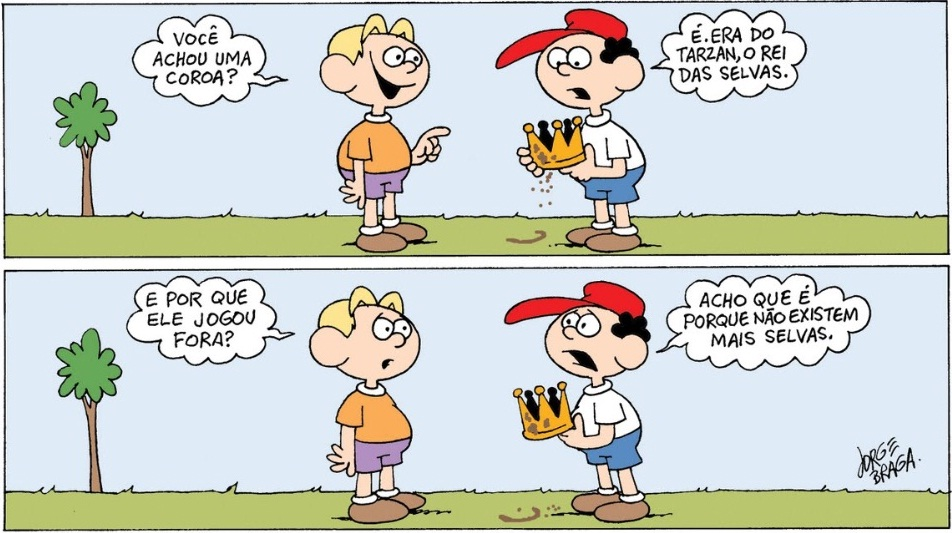 VOCÊ
ACHOU UMA
COROA?
É. ERA DO
TARZAN, O REI
DAS SELVAS.
E POR QUE
ELE JOGOU
FORA?
ACHO QUE É
PORQUE NÃO EXISTEM
MAIS SELVAS.
JORGE
BRAGA.